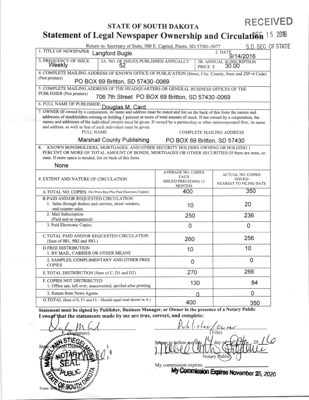 RECEIVED
STATE OF SOUTH DAKOTA
Statement of Legal Newspaper Ownership and Circulation
15 2016
Return to: Secretary of State, 500 E. Capitol, Pierre, SD 57501-5077
S.D. SEC. OF STATE
1. TITLE OF NEWSPAPER Langford Bugle
2. DATE 9/14/2016
3. FREQUENCY OF ISSUE Weekly
3A. NO. OF ISSUES PUBLISHED ANNUALLY 52
3B. ANNUAL SUBSCRIPTION PRICE $ 30.00
4. COMPLETE MAILING ADDRESS OF KNOWN OFFICE OF PUBLICATION (Street, City, County, State and ZIP+4 Code)
(Not printers) PO BOX 69 Britton, SD 57430-0069
5. COMPLETE MAILING ADDRESS OF THE HEADQUARTERS OR GENERAL BUSINESS OFFICES OF THE
PUBLISHER (Not printers) 706 7th Street PO BOX 69 Britton, SD 57430-0069
6. FULL NAME OF PUBLISHER: Douglas M. Card
7. OWNER (If owned by a corporation, its name and address must be stated and list on the back of this form the names and
addresses of stockholders owning or holding 1 percent or more of total amount of stock. If not owned by a corporation, the
names and addresses of the individual owners must be given. If owned by a partnership or other unincorporated firm, its name
and address, as well as that of each individual must be given.
FULL NAME COMPLETE MAILING ADDRESS
Marshall County Publishing PO BOX 69 Britton, SD 57430
8. KNOWN BONDHOLDERS, MORTGAGES, AND OTHER SECURITY HOLDERS OWNING OR HOLDING 1
PERCENT OR MORE OF TOTAL AMOUNT OF BONDS, MORTGAGES OR OTHER SECURITIES (If there are none, so
state. If more space is needed, list on back of this form.
None
9. EXTENT AND NATURE OF CIRCULATION
AVERAGE NO. COPIES EACH ISSUED PRECEDING 12 MONTHS
ACTUAL NO. COPIES ISSUED NEAREST TO FILING DATE
A. TOTAL NO. COPIES (Net Press Run Plus Paid Electronic Copies) 400 350
B. PAID AND/OR REQUESTED CIRCULATION
1. Sales through dealers and carriers, street vendors,
and counter sales. 10 20
2. Mail Subscription
(Paid and or requested) 250 236
3. Paid Electronic Copies 0 0
C. TOTAL PAID AND/OR REQUESTED CIRCULATION
(Sum of 9B1, 9B2 and 9B3.) 260 256
D. FREE DISTRIBUTION
1. BY MAIL, CARRIER OR OTHER MEANS 10 10
2. SAMPLES, COMPLIMENTARY AND OTHER FREE
COPIES 0 0
E. TOTAL DISTRIBUTION (Sum of C, D1 and D2) 270 266
F. COPIES NOT DISTRIBUTED
1. Office use, left over, unaccounted, spoiled after printing 130 84
2. Return from News Agents 0 0
G. TOTAL (Sum of E, F1 and F2 - Should equal total shown in A.) 400 350
Statement must be signed by Publisher, Business Manager, or Owner in the presence of a Notary Public
I swear that the statements made by me are true, correct, and complete:
Publisher/owner
(Signature) (Title)
NOTARY
SEAL
PUBLIC
SOUTH DAKOTA
Notary Public
My commission expires:
My Commission Expires November 25, 2020